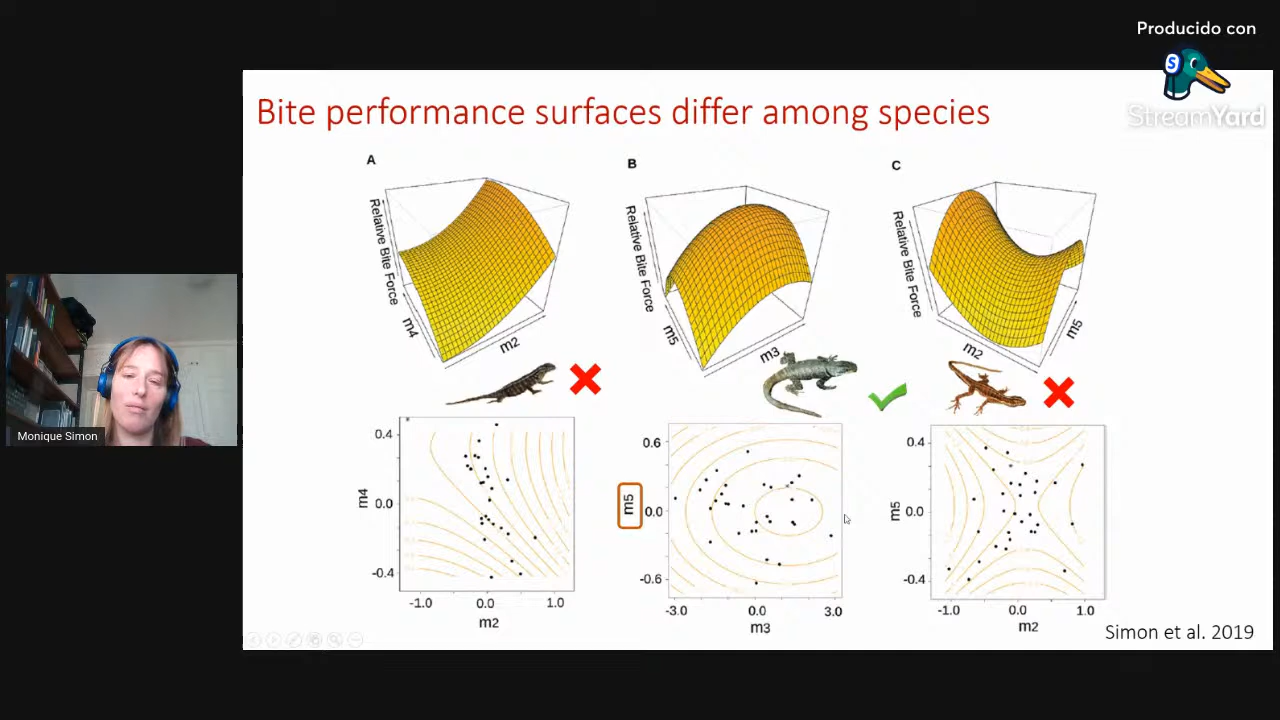 Producido con
StreamYard
Bite performance surfaces differ among species
A
B
C
Relative Bite Force
m4
m2
Relative Bite Force
m5
m3
Relative Bite Force
m2
m5
Monique Simon
0.4
0.0
-0.4
m4
-1.0 0.0 1.0
m2
0.6
0.0
-0.6
m5
-3.0 0.0 3.0
m3
0.4
0.0
-0.4
m5
-1.0 0.0 1.0
m2
Simon et al. 2019